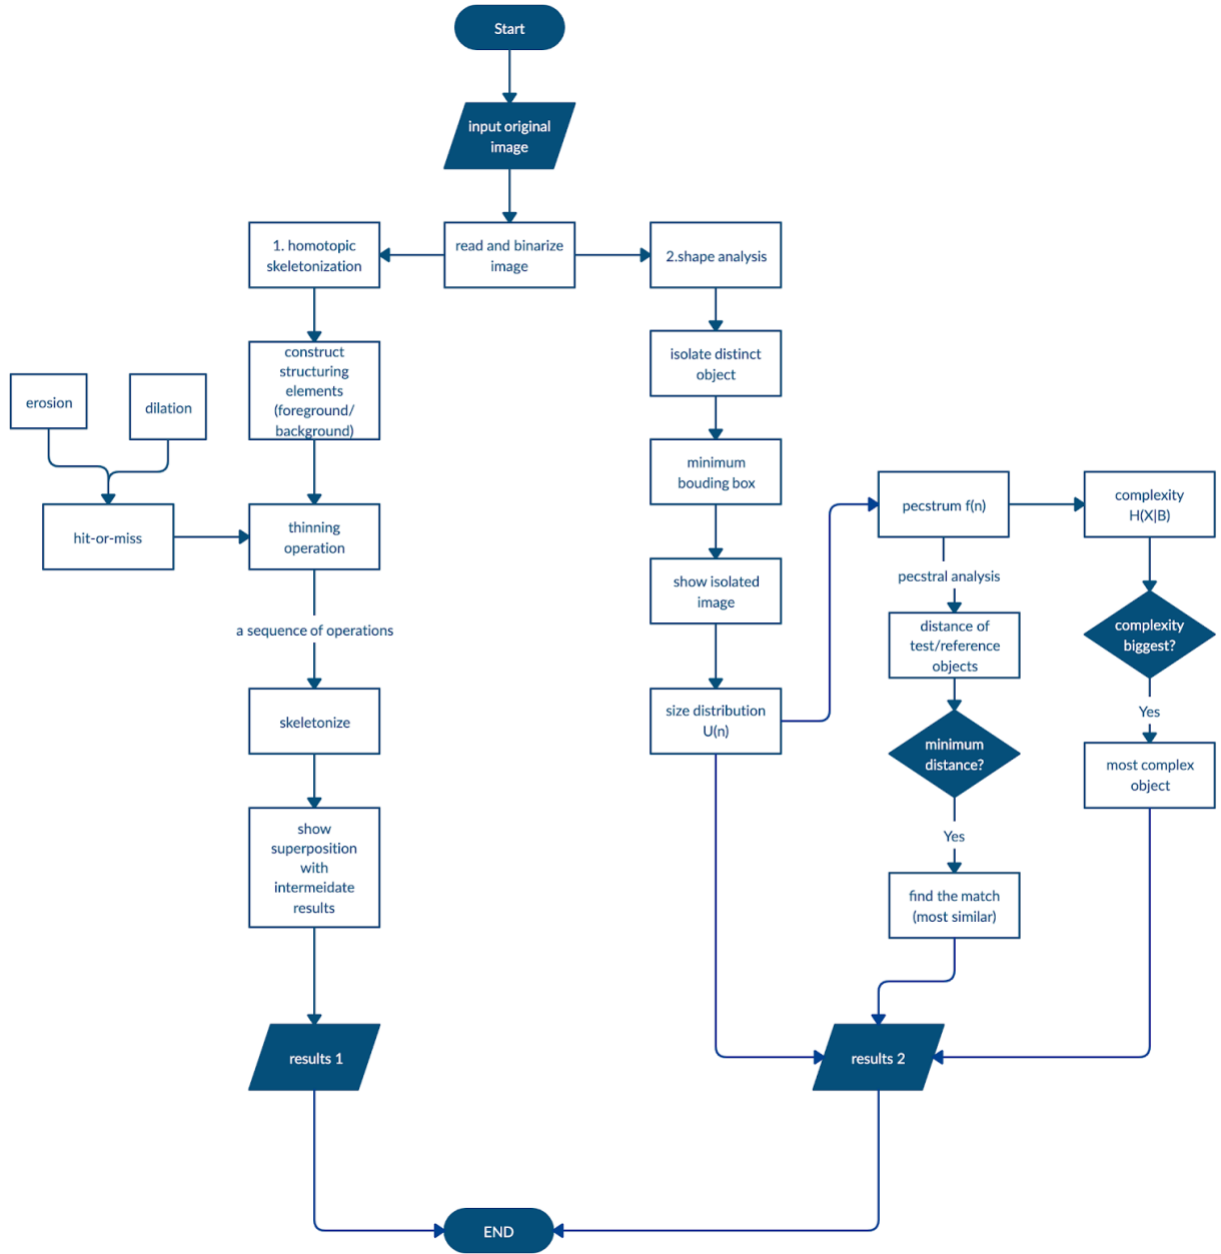 Start
input original
image
1. homotopic
skeletonization
read and binarize
image
2.shape analysis
construct
structuring
elements
(foreground/
background)
erosion
dilation
hit-or-miss
thinning
operation
a sequence of operations
skeletonize
show
superposition
with
intermeidate
results
results 1
isolate distinct
object
minimum
bouding box
show isolated
image
size distribution
U(n)
pecstrum f(n)
pecstral analysis
distance of
test/reference
objects
minimum
distance?
Yes
find the match
(most similar)
complexity
H(X|B)
complexity
biggest?
Yes
most complex
object
results 2
END